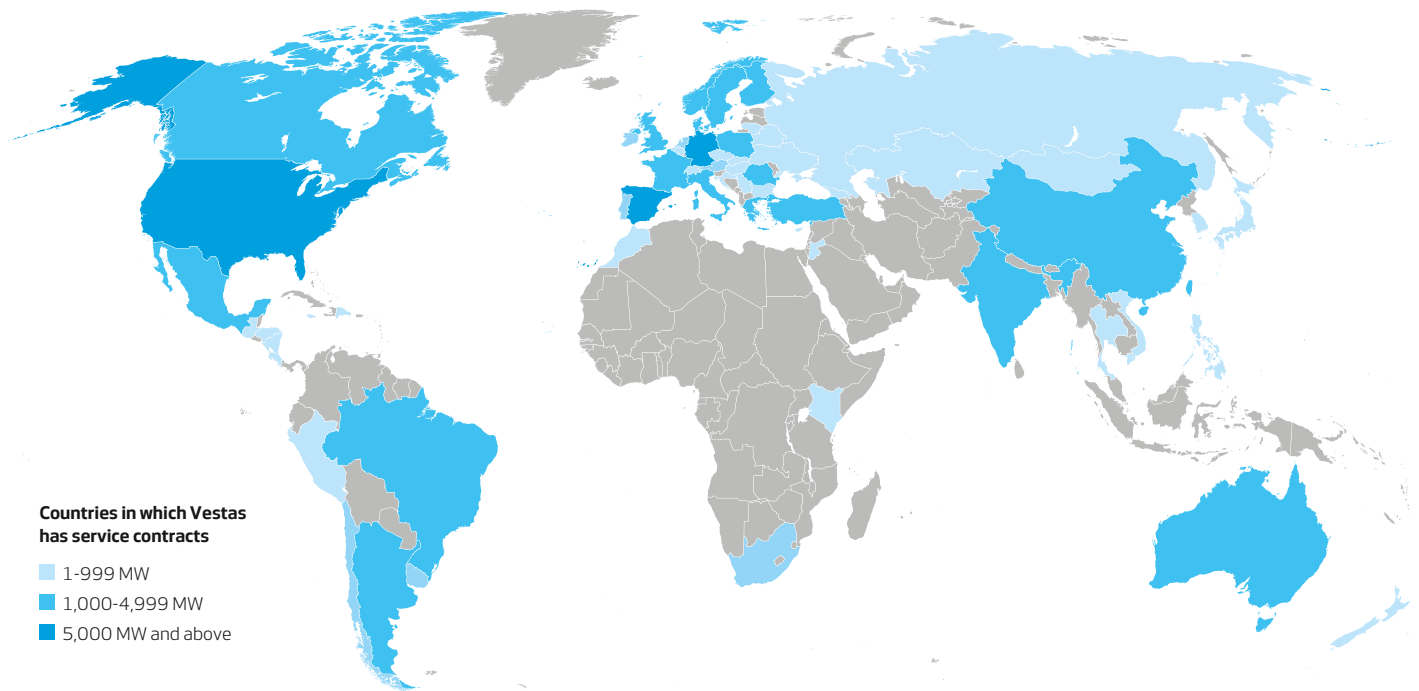 Countries in which Vestas
has service contracts
1-999 MW
1,000-4,999 MW
5,000 MW and above